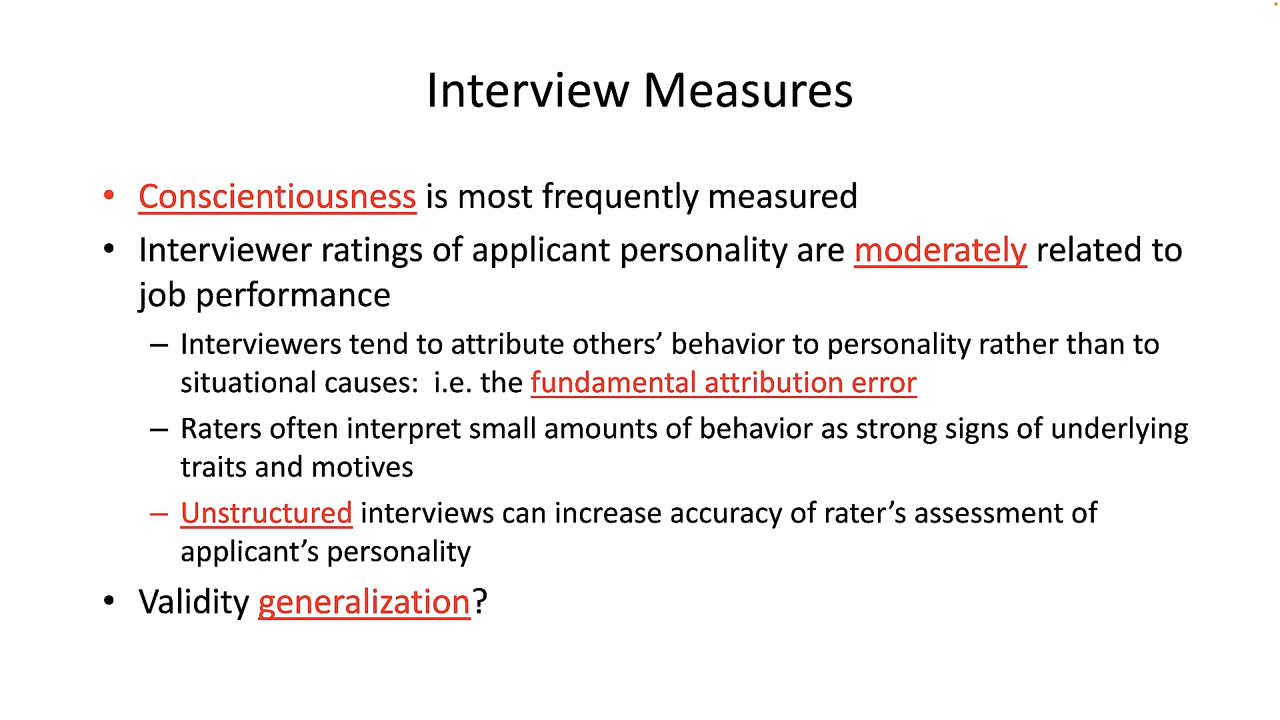 Interview Measures
• Conscientiousness is most frequently measured
• Interviewer ratings of applicant personality are moderately related to
job performance
– Interviewers tend to attribute others’ behavior to personality rather than to
situational causes:  i.e. the fundamental attribution error
– Raters often interpret small amounts of behavior as strong signs of underlying
traits and motives
– Unstructured interviews can increase accuracy of rater’s assessment of
applicant’s personality
• Validity generalization?